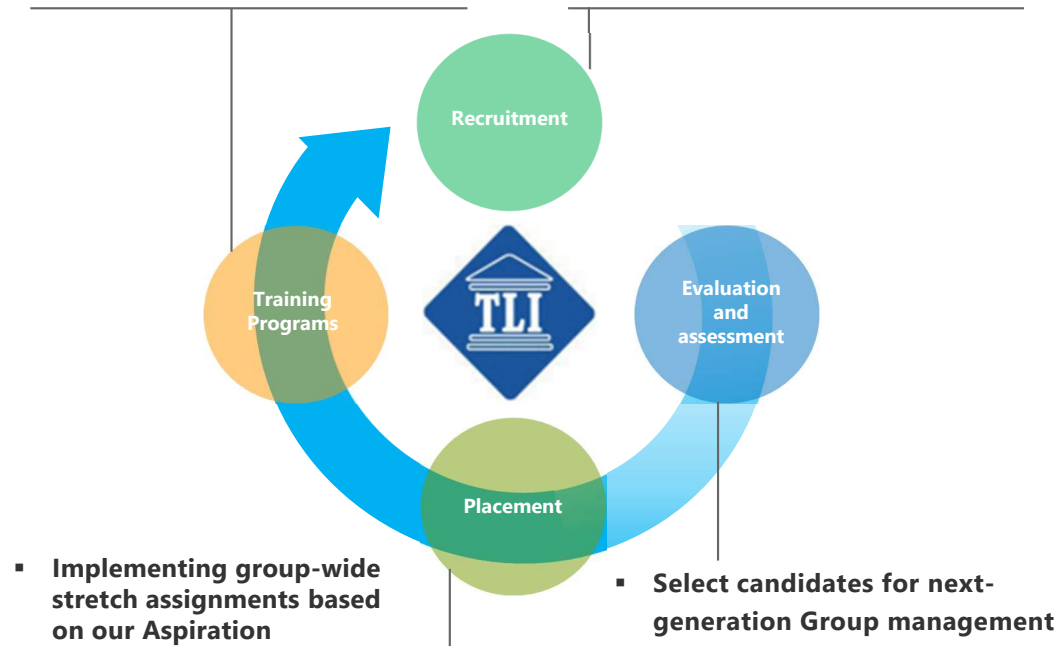 Recruitment
Training
Programs
TLI
Evaluation
and
assessment
Placement
▪ Implementing group-wide
stretch assignments based
on our Aspiration
▪ Select candidates for next-
generation Group management